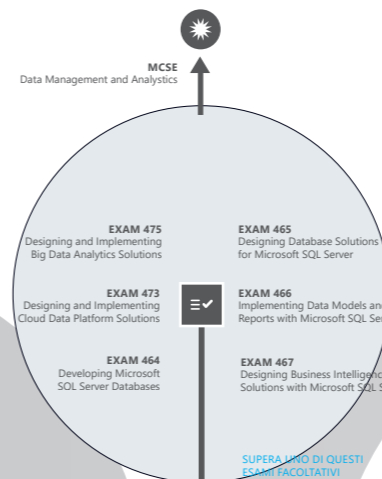 MCSE
Data Management and Analystics
EXAM 475
Designing and Implementing
Big Data Analytics Solutions
EXAM 465
Designing Database Solutions
for Microsoft SQL Server
EXAM 473
Designing and Implementing
Cloud Data Platform Solutions
EXAM 466
Implementing Data Models and
Reports with Microsoft SQL Ser
EXAM 464
Developing Microsoft
SQL Server Databases
EXAM 467
Designing Business Intelligenc
Solutions with Microsoft SQL S
SUPERA UNO DI QUESTI
ESAMI FACOLTATIVI